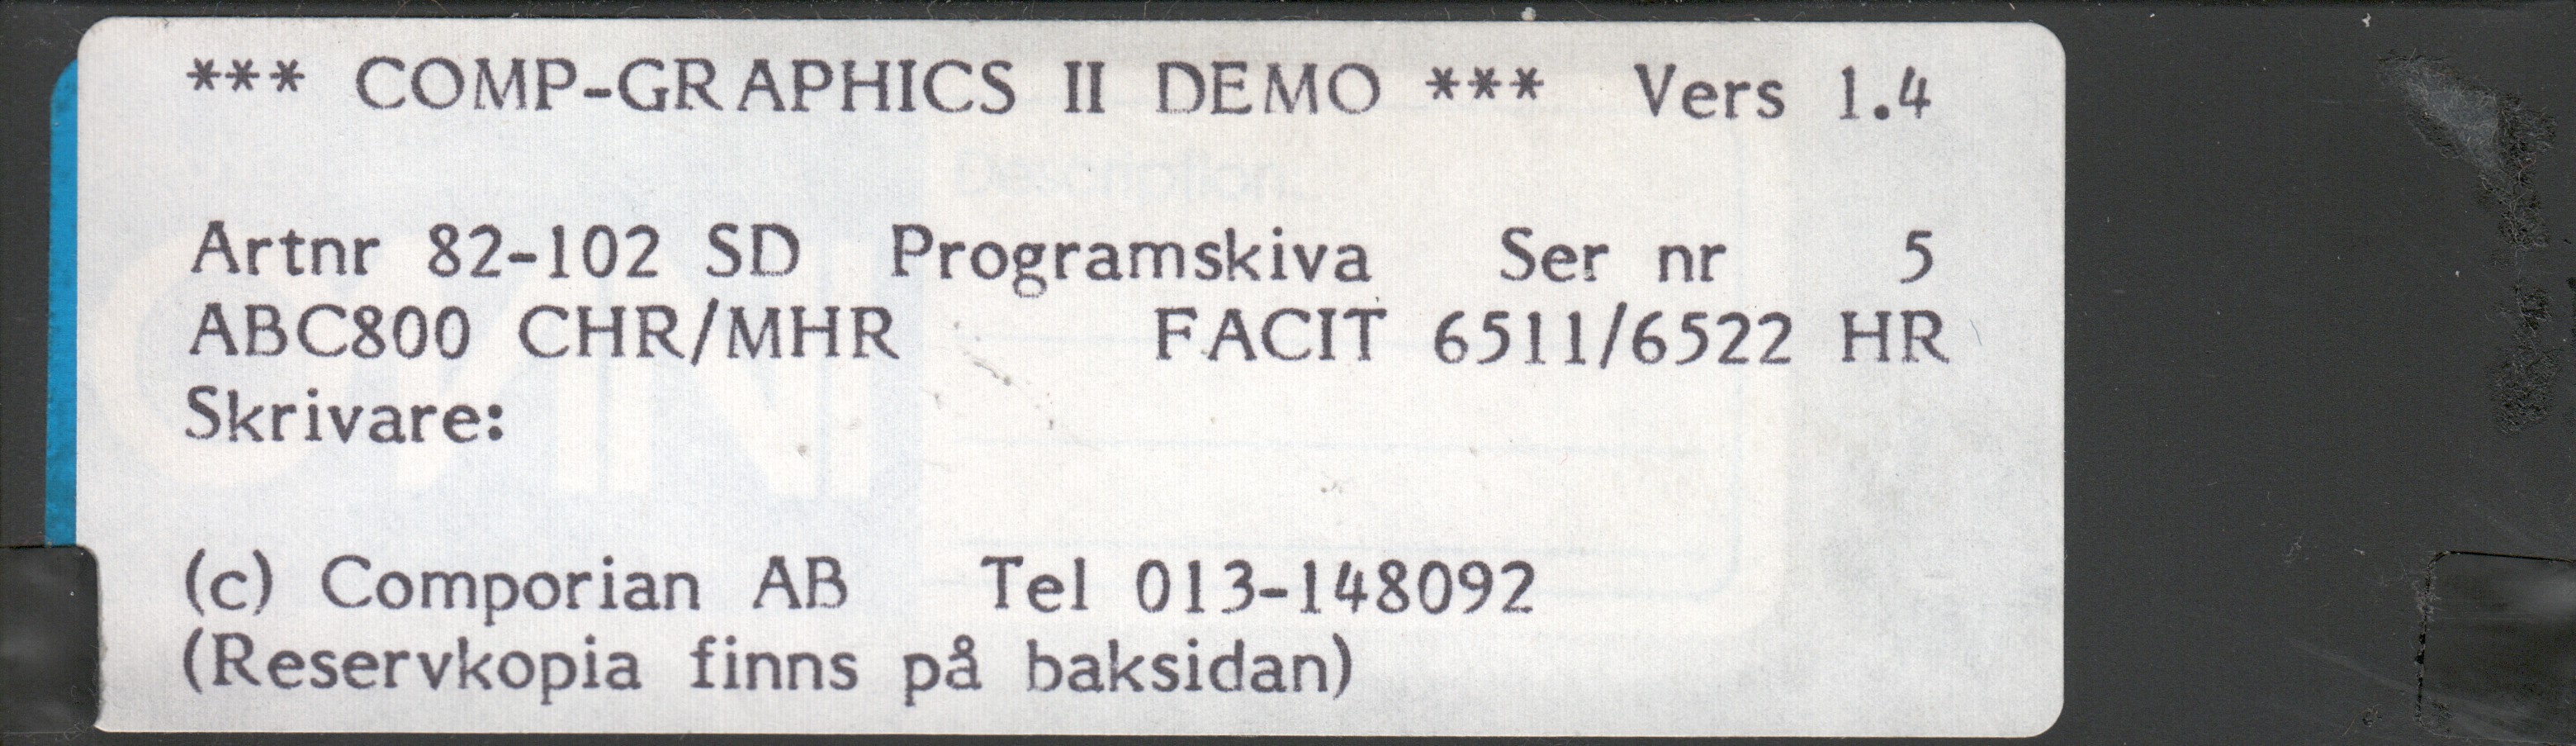 *** COMP-GRAPHICS II DEMO *** Vers 1.4
Artnr 82-102 SD Programskiva Ser nr 5
ABC800 CHR/MHR FACIT 6511/6522 HR
Skrivare:
(c) Comporian AB Tel 013-148092
(Reservkopia finns på baksidan)